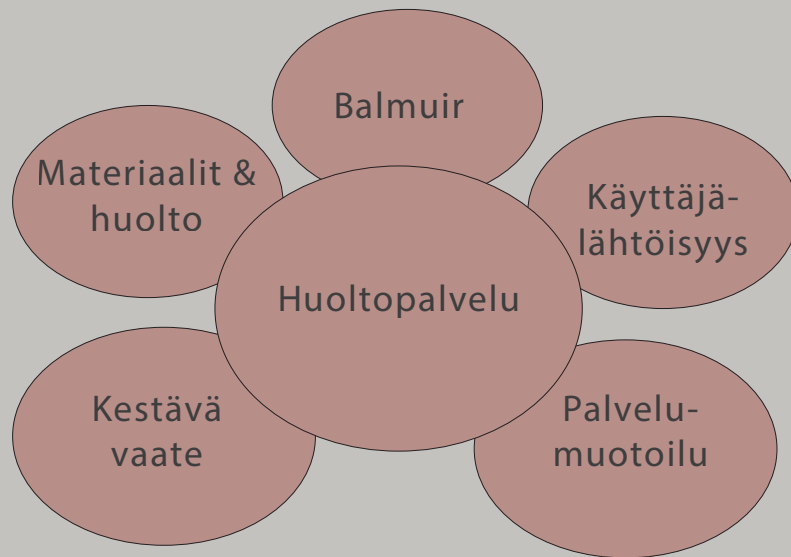 Balmuir
Materiaalit &
huolto
Käyttäjä-
lähtöisyys
Huoltopalvelu
Kestävä
vaate
Palvelu-
muotoilu